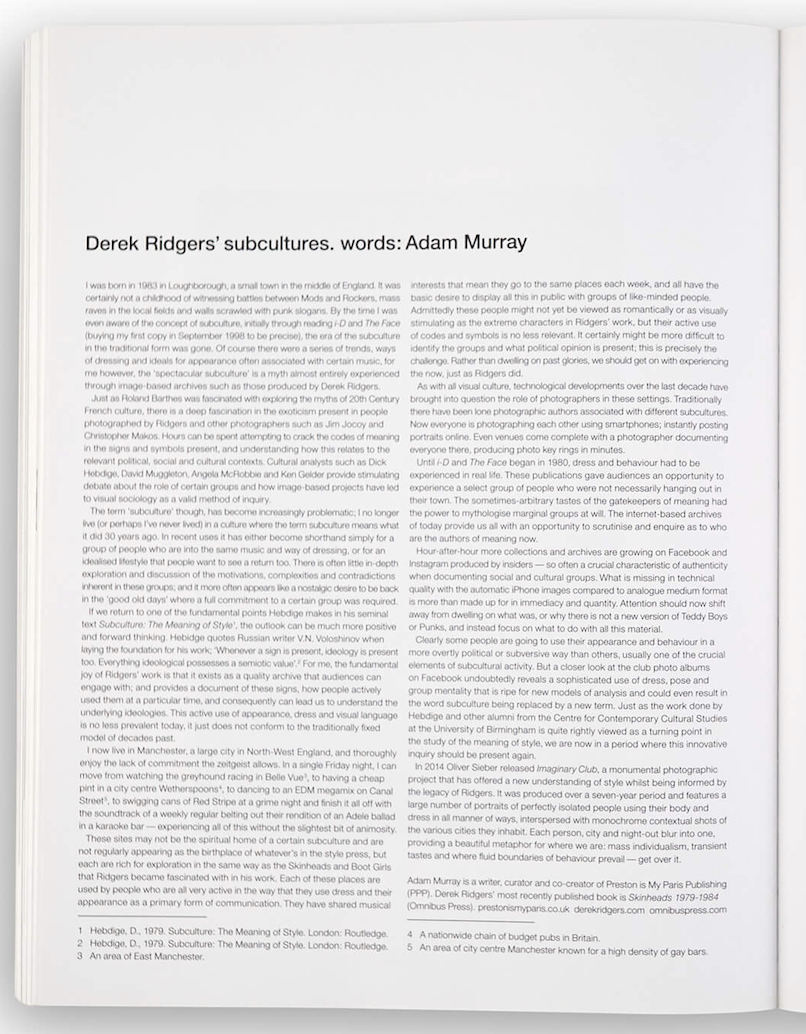 Derek Ridgers' subcultures. words: Adam Murray
I was born in 1983 in Loughborough, a small town in the middle of England. It was
certainly not a childhood of witnessing battles between Mods and Rockers, mass
raves in the local fields and walls scrawled with punk slogans. By the time I was
even aware of the concept of subculture, initially through reading i-D and The Face
(buying my first copy in September 1998 to be precise), the era of the subculture
in the traditional form was gone. Of course there were a series of trends, ways
of dressing and ideals for appearance often associated with certain music, for
me however, the 'spectacular subculture' is a myth almost entirely experienced
through image-based archives such as those produced by Derek Ridgers.
Just as Roland Barthes was fascinated with exploring the myths of 20th Century
French culture, there is a deep fascination in the exoticism present in people
photographed by Ridgers and other photographers such as Jim Jocoy and
Christopher Makos. Hours can be spent attempting to crack the codes of meaning
in the signs and symbols present, and understanding how this relates to the
relevant political, social and cultural contexts. Cultural analysts such as Dick
Hebdige, David Muggleton, Angela McRobbie and Ken Gelder provide stimulating
debate about the role of certain groups and how image-based projects have led
to visual sociology as a valid method of inquiry.
The term 'subculture' though, has become increasingly problematic; I no longer
live (or perhaps I've never lived) in a culture where the term subculture means what
it did 30 years ago. In recent uses it has either become shorthand simply for a
group of people who are into the same music and way of dressing, or for an
idealised lifestyle that people want to see a return too. There is often little in-depth
exploration and discussion of the motivations, complexities and contradictions
inherent in these groups; and it more often appears like a nostalgic desire to be back
in the 'good old days' where a full commitment to a certain group was required.
If we return to one of the fundamental points Hebdige makes in his seminal
text Subculture: The Meaning of Style¹, the outlook can be much more positive
and forward thinking. Hebidge quotes Russian writer V.N. Voloshinov when
laying the foundation for his work; 'Whenever a sign is present, ideology is present
too. Everything ideological possesses a semiotic value'.² For me, the fundamental
joy of Ridgers' work is that it exists as a quality archive that audiences can
engage with; and provides a document of these signs, how people actively
used them at a particular time, and consequently can lead us to understand the
underlying ideologies. This active use of appearance, dress and visual language
is no less prevalent today, it just does not conform to the traditionally fixed
model of decades past.
I now live in Manchester, a large city in North-West England, and thoroughly
enjoy the lack of commitment the zeitgeist allows. In a single Friday night, I can
move from watching the greyhound racing in Belle Vue³, to having a cheap
pint in a city centre Wetherspoons⁴, to dancing to an EDM megamix on Canal
Street⁵, to swigging cans of Red Stripe at a grime night and finish it all off with
the soundtrack of a weekly regular belting out their rendition of an Adele ballad
in a karaoke bar — experiencing all of this without the slightest bit of animosity.
These sites may not be the spiritual home of a certain subculture and are
not regularly appearing as the birthplace of whatever's in the style press, but
each are rich for exploration in the same way as the Skinheads and Boot Girls
that Ridgers became fascinated with in his work. Each of these places are
used by people who are all very active in the way that they use dress and their
appearance as a primary form of communication. They have shared musical
1 Hebdige, D., 1979. Subculture: The Meaning of Style. London: Routledge.
2 Hebdige, D., 1979. Subculture: The Meaning of Style. London: Routledge.
3 An area of East Manchester.
interests that mean they go to the same places each week, and all have the
basic desire to display all this in public with groups of like-minded people.
Admittedly these people might not yet be viewed as romantically or as visually
stimulating as the extreme characters in Ridgers' work, but their active use
of codes and symbols is no less relevant. It certainly might be more difficult to
identify the groups and what political opinion is present; this is precisely the
challenge. Rather than dwelling on past glories, we should get on with experiencing
the now, just as Ridgers did.
As with all visual culture, technological developments over the last decade have
brought into question the role of photographers in these settings. Traditionally
there have been lone photographic authors associated with different subcultures.
Now everyone is photographing each other using smartphones; instantly posting
portraits online. Even venues come complete with a photographer documenting
everyone there, producing photo key rings in minutes.
Until i-D and The Face began in 1980, dress and behaviour had to be
experienced in real life. These publications gave audiences an opportunity to
experience a select group of people who were not necessarily hanging out in
their town. The sometimes-arbitrary tastes of the gatekeepers of meaning had
the power to mythologise marginal groups at will. The internet-based archives
of today provide us all with an opportunity to scrutinise and enquire as to who
are the authors of meaning now.
Hour-after-hour more collections and archives are growing on Facebook and
Instagram produced by insiders — so often a crucial characteristic of authenticity
when documenting social and cultural groups. What is missing in technical
quality with the automatic iPhone images compared to analogue medium format
is more than made up for in immediacy and quantity. Attention should now shift
away from dwelling on what was, or why there is not a new version of Teddy Boys
or Punks, and instead focus on what to do with all this material.
Clearly some people are going to use their appearance and behaviour in a
more overtly political or subversive way than others, usually one of the crucial
elements of subcultural activity. But a closer look at the club photo albums
on Facebook undoubtedly reveals a sophisticated use of dress, pose and
group mentality that is ripe for new models of analysis and could even result in
the word subculture being replaced by a new term. Just as the work done by
Hebdige and other alumni from the Centre for Contemporary Cultural Studies
at the University of Birmingham is quite rightly viewed as a turning point in
the study of the meaning of style, we are now in a period where this innovative
inquiry should be present again.
In 2014 Oliver Sieber released Imaginary Club, a monumental photographic
project that has offered a new understanding of style whilst being informed by
the legacy of Ridgers. It was produced over a seven-year period and features a
large number of portraits of perfectly isolated people using their body and
dress in all manner of ways, interspersed with monochrome contextual shots of
the various cities they inhabit. Each person, city and night-out blur into one,
providing a beautiful metaphor for where we are: mass individualism, transient
tastes and where fluid boundaries of behaviour prevail — get over it.
Adam Murray is a writer, curator and co-creator of Preston is My Paris Publishing
(PPP). Derek Ridgers' most recently published book is Skinheads 1979-1984
(Omnibus Press). prestonismyparis.co.uk derekridgers.com omnibuspress.com
4 A nationwide chain of budget pubs in Britain.
5 An area of city centre Manchester known for a high density of gay bars.